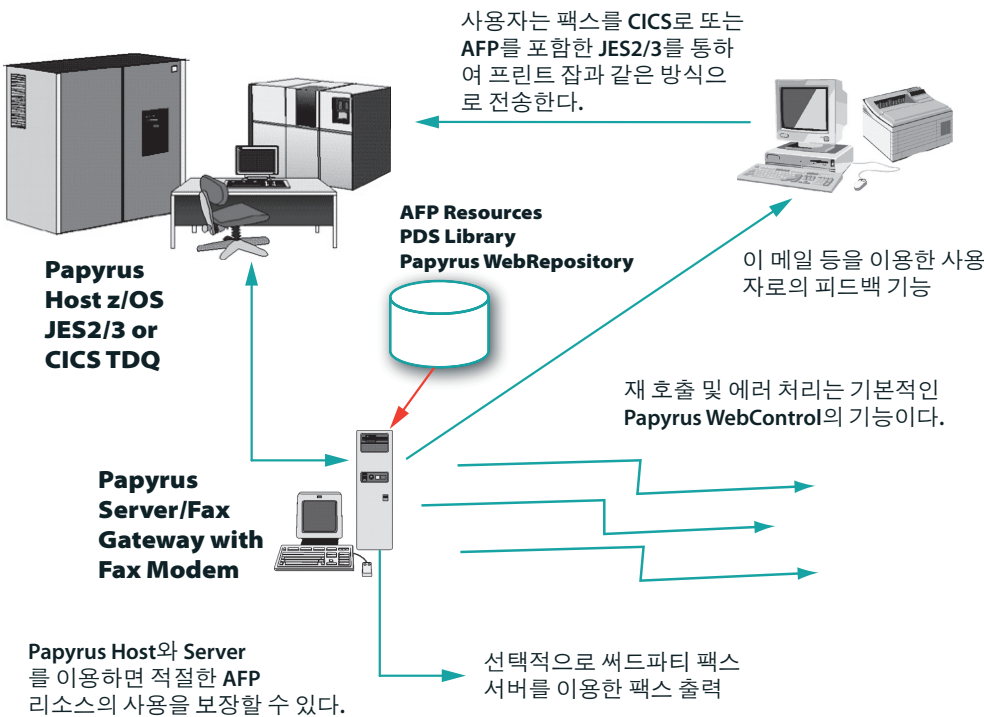 사용자는 팩스를 CICS로 또는
AFP를 포함한 JES2/3를 통하
여 프린트 잡과 같은 방식으
로 전송한다.
AFP Resources
PDS Library
Papyrus WebRepository
이 메일 등을 이용한 사용
자로의 피드백 기능
Papyrus
Host z/OS
JES2/3 or
CICS TDQ
재 호출 및 에러 처리는 기본적인
Papyrus WebControl의 기능이다.
Papyrus
Server/Fax
Gateway with
Fax Modem
Papyrus Host와 Server
를 이용하면 적절한 AFP
리소스의 사용을 보장할 수 있다.
선택적으로 써드파티 팩스
서버를 이용한 팩스 출력